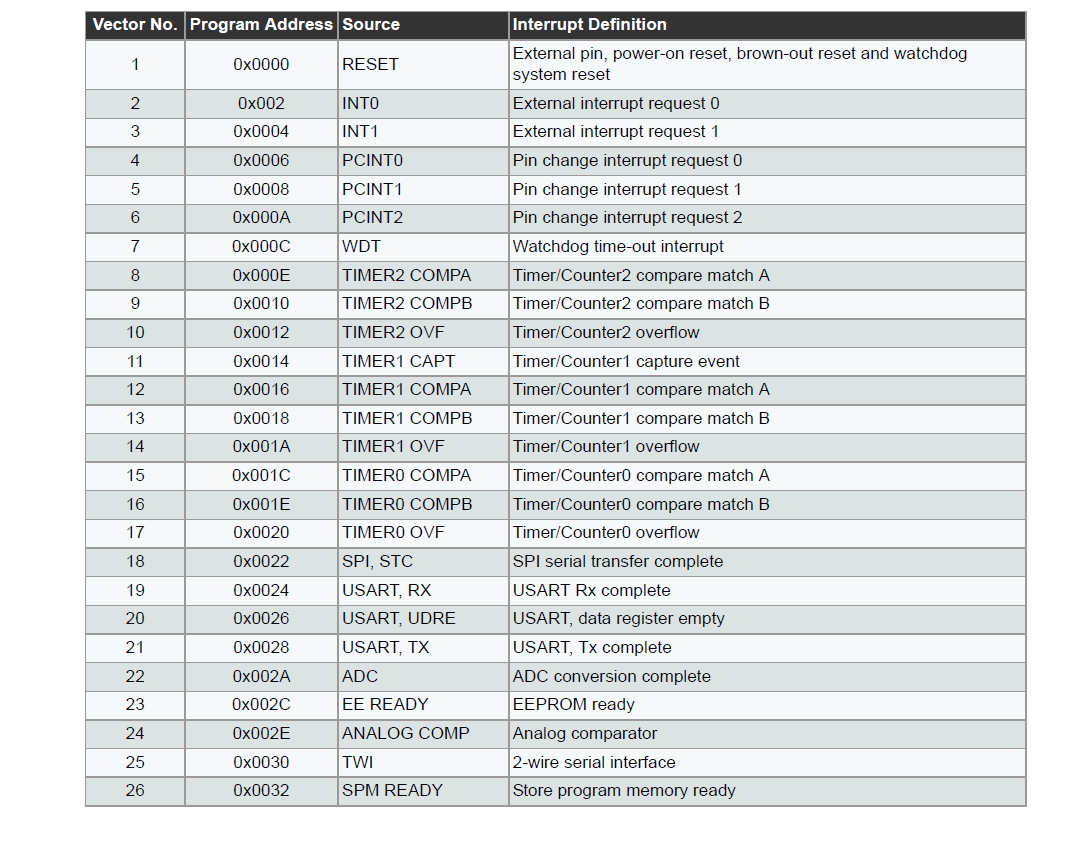 Vector No. Program Address Source Interrupt Definition
1 0x0000 RESET External pin, power-on reset, brown-out reset and watchdog
system reset
2 0x002 INT0 External interrupt request 0
3 0x0004 INT1 External interrupt request 1
4 0x0006 PCINT0 Pin change interrupt request 0
5 0x0008 PCINT1 Pin change interrupt request 1
6 0x000A PCINT2 Pin change interrupt request 2
7 0x000C WDT Watchdog time-out interrupt
8 0x000E TIMER2 COMPA Timer/Counter2 compare match A
9 0x0010 TIMER2 COMPB Timer/Counter2 compare match B
10 0x0012 TIMER2 OVF Timer/Counter2 overflow
11 0x0014 TIMER1 CAPT Timer/Counter1 capture event
12 0x0016 TIMER1 COMPA Timer/Counter1 compare match A
13 0x0018 TIMER1 COMPB Timer/Counter1 compare match B
14 0x001A TIMER1 OVF Timer/Counter1 overflow
15 0x001C TIMER0 COMPA Timer/Counter0 compare match A
16 0x001E TIMER0 COMPB Timer/Counter0 compare match B
17 0x0020 TIMER0 OVF Timer/Counter0 overflow
18 0x0022 SPI, STC SPI serial transfer complete
19 0x0024 USART, RX USART Rx complete
20 0x0026 USART, UDRE USART, data register empty
21 0x0028 USART, TX USART, Tx complete
22 0x002A ADC ADC conversion complete
23 0x002C EE READY EEPROM ready
24 0x002E ANALOG COMP Analog comparator
25 0x0030 TWI 2-wire serial interface
26 0x0032 SPM READY Store program memory ready